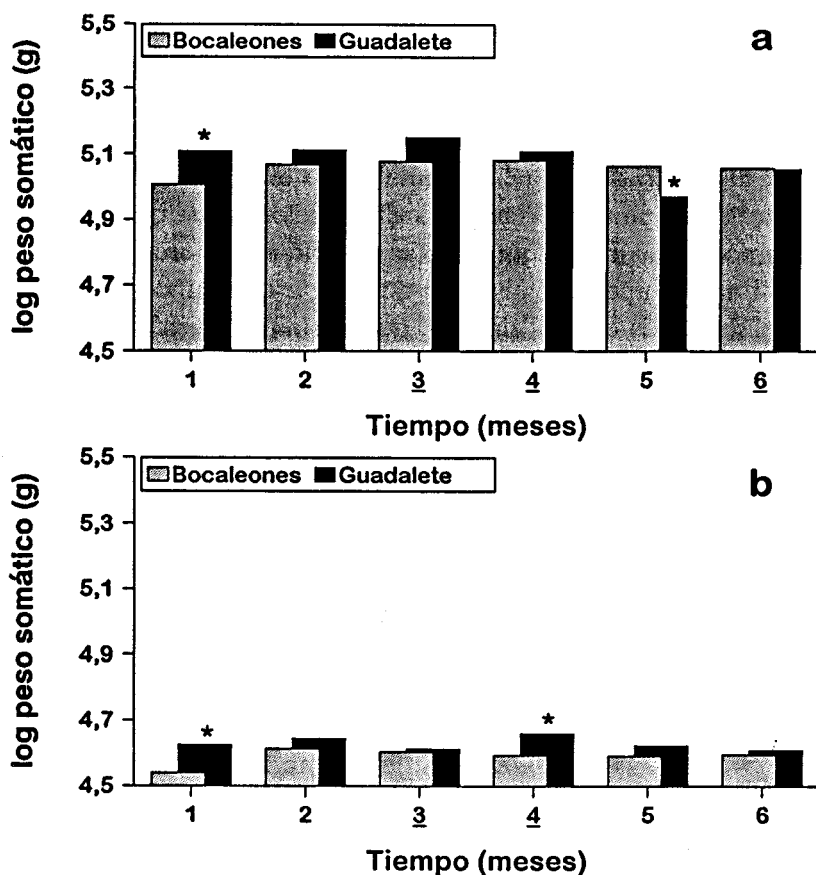 5,5
Bocaleones Guadalete
a
5,3
5,1
4,9
4,7
4,5
log peso somático (g)
*
*
1 2 3 4 5 6
Tiempo (meses)
5,5
Bocaleones Guadalete
b
5,3
5,1
4,9
4,7
4,5
log peso somático (g)
*
*
1 2 3 4 5 6
Tiempo (meses)